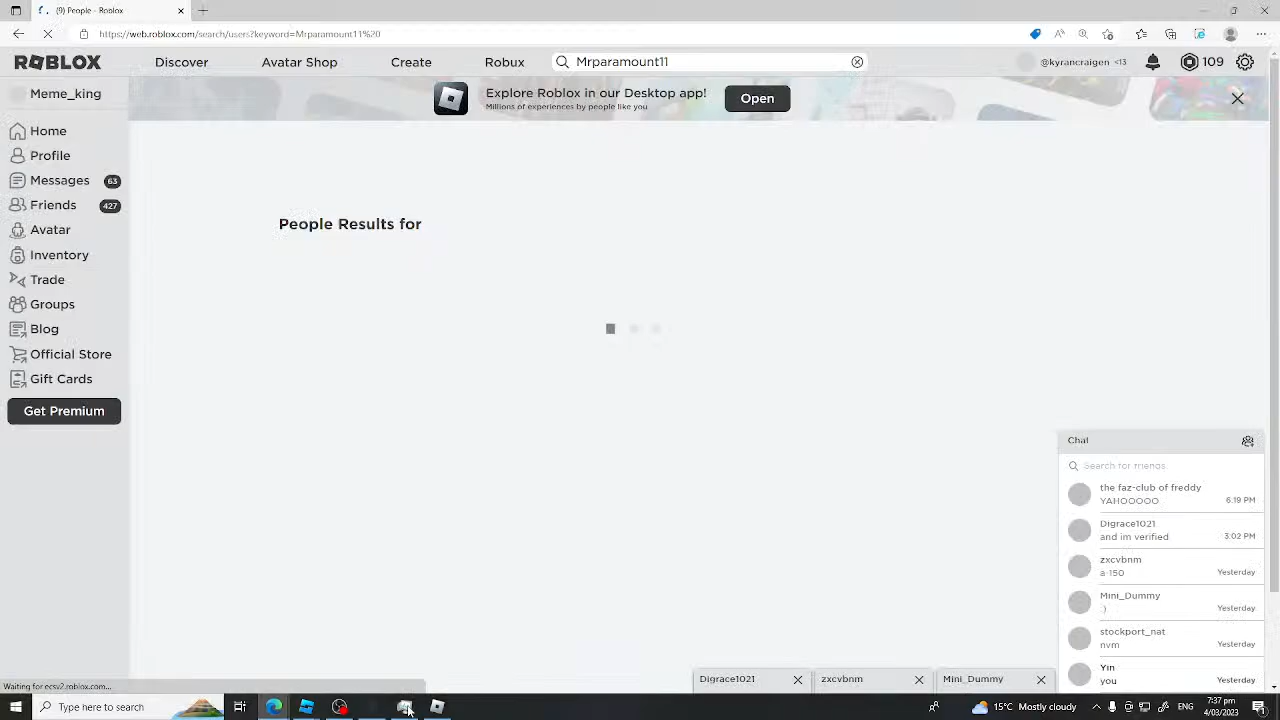 (9) People - Roblox
https://web.roblox.com/search/users?keyword=Mrparamount11%20
ROBLOX
Discover
Avatar Shop
Create
Robux
Mrparamount11
@kyrancraigen <13
109
Meme_king
Explore Roblox in our Desktop app!
Millions of experiences by people like you
Open
Home
Profile
Messages 63
Friends 427
Avatar
Inventory
Trade
Groups
Blog
Official Store
Gift Cards
Get Premium
People Results for
Chat
Search for friends
the faz-club of freddy
YAHOOOOO 6:19 PM
Digrace1021
and im verified 3:02 PM
zxcvbnm
a-150 Yesterday
Mini_Dummy
:) Yesterday
stockport_nat
nvm Yesterday
Yin
you Yesterday
Digrace1021
zxcvbnm
Mini_Dummy
Waiting for ecsv2.roblox.com...
Type here to search
15°C Mostly cloudy
ENG
7:37 pm
4/03/2023